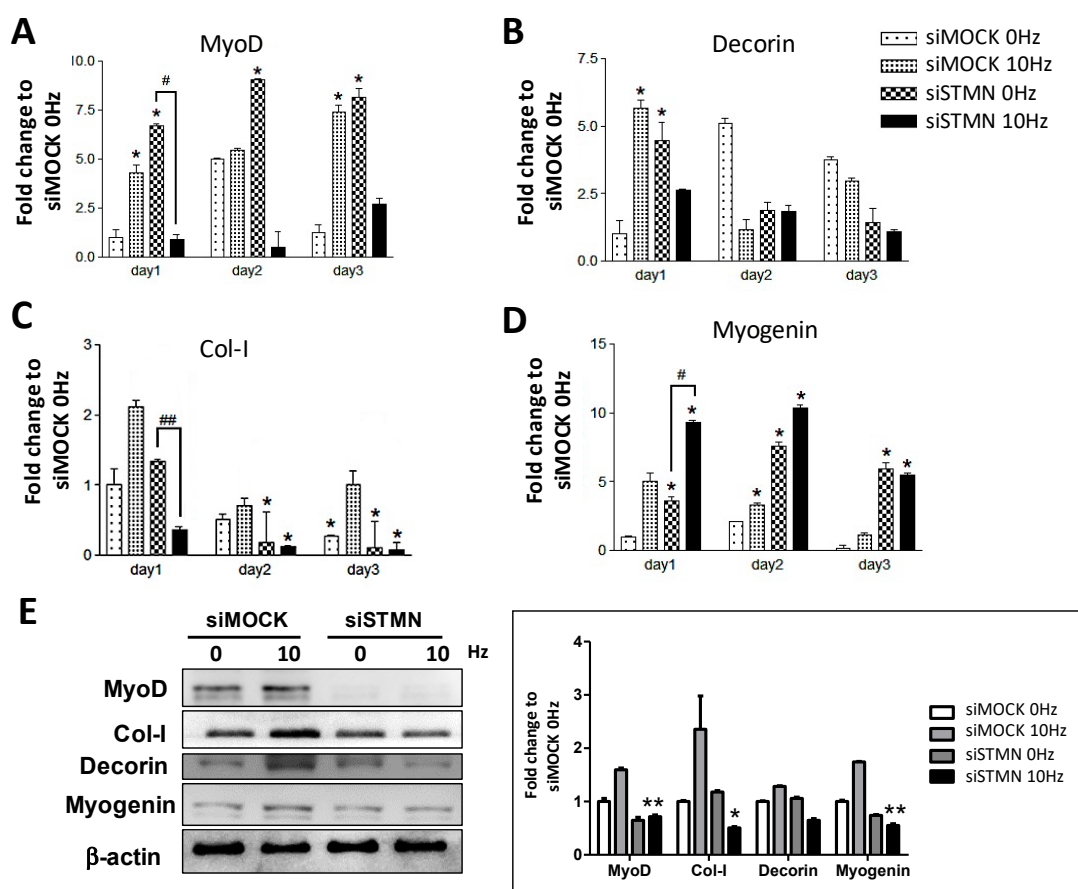 A
MyoD
Fold change to
siMOCK 0Hz
10.0
7.5
5.0
2.5
0.0
*
*
#
*
*
*
day1
day2
day3
B
Decorin
Fold change to
siMOCK 0Hz
7.5
5.0
2.5
0.0
*
*
day1
day2
day3
siMOCK 0Hz
siMOCK 10Hz
siSTMN 0Hz
siSTMN 10Hz
C
Col-I
Fold change to
siMOCK 0Hz
3
2
1
0
##
*
*
*
*
*
day1
day2
day3
D
Myogenin
Fold change to
siMOCK 0Hz
15
10
5
0
*
#
*
*
*
*
*
*
day1
day2
day3
E
siMOCK siSTMN
0 10 0 10 Hz
MyoD
Col-I
Decorin
Myogenin
β-actin
Fold change to
siMOCK 0Hz
4
3
2
1
0
**
*
**
MyoD Col-I Decorin Myogenin
siMOCK 0Hz
siMOCK 10Hz
siSTMN 0Hz
siSTMN 10Hz